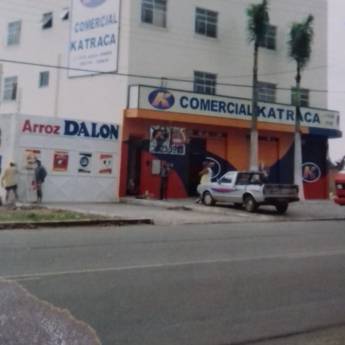 COMERCIAL
KATRACA
K COMERCIAL KATRACA
Arroz DALON
K